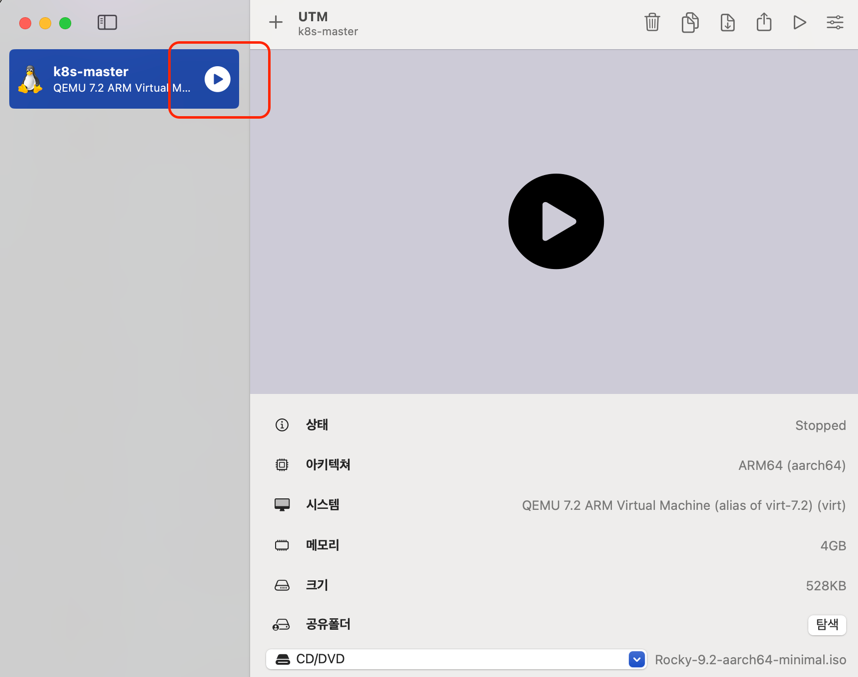 UTM
k8s-master
k8s-master
QEMU 7.2 ARM Virtual M...
상태 Stopped
아키텍쳐 ARM64 (aarch64)
시스템 QEMU 7.2 ARM Virtual Machine (alias of virt-7.2) (virt)
메모리 4GB
크기 528KB
공유폴더 탐색
CD/DVD Rocky-9.2-aarch64-minimal.iso